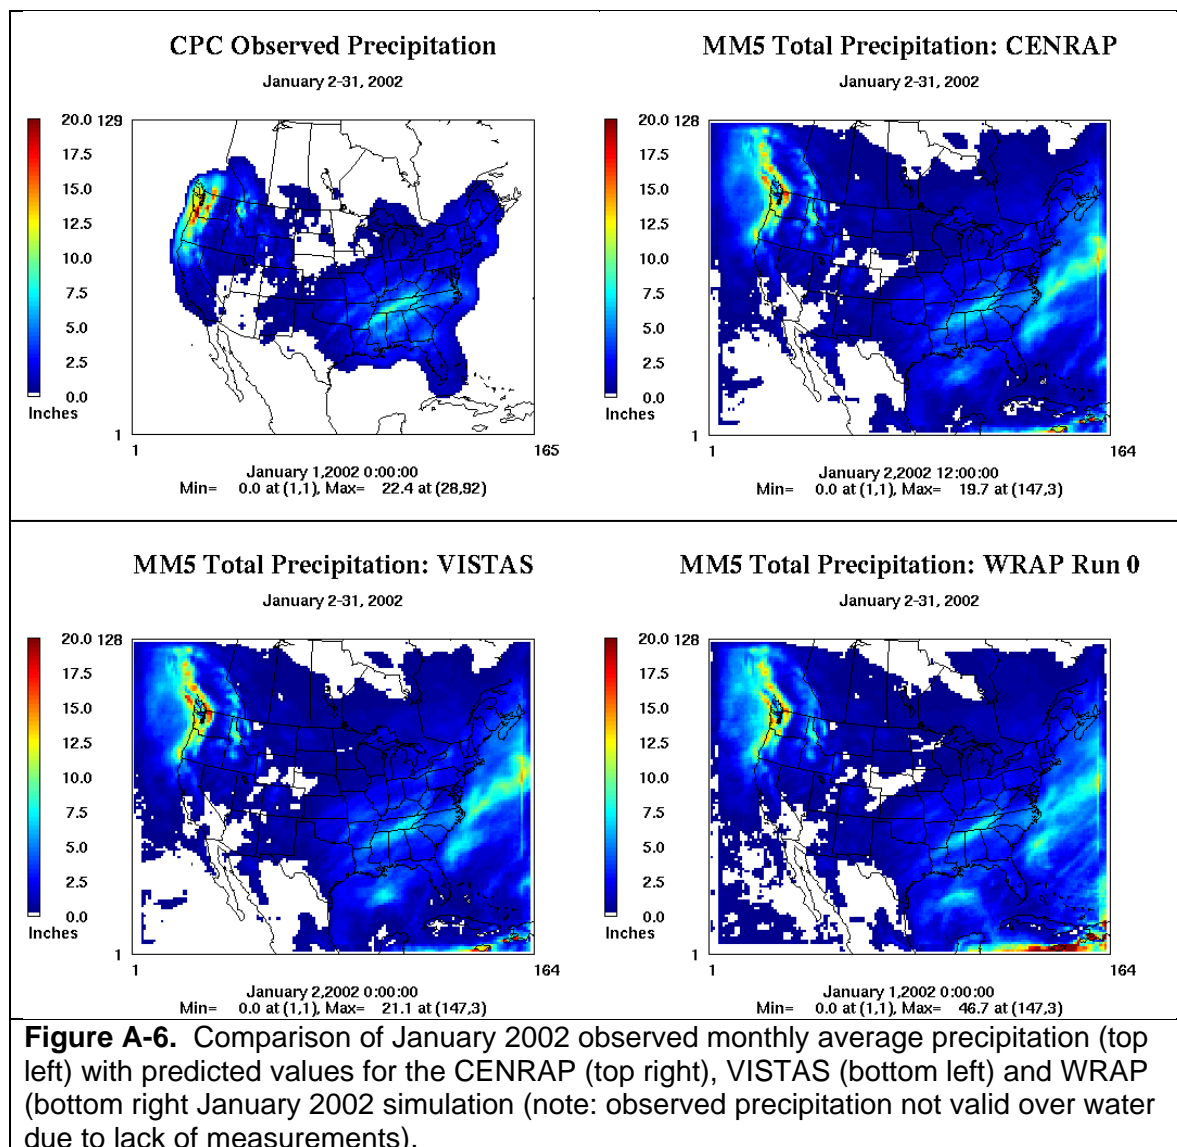 CPC Observed Precipitation
January 2-31, 2002
20.0 129
17.5
15.0
12.5
10.0
7.5
5.0
2.5
0.0
Inches
1
1 165
January 1,2002 0:00:00
Min= 0.0 at (1,1), Max= 22.4 at (28,92)
MM5 Total Precipitation: CENRAP
January 2-31, 2002
20.0 128
17.5
15.0
12.5
10.0
7.5
5.0
2.5
0.0
Inches
1
1 164
January 2,2002 12:00:00
Min= 0.0 at (1,1), Max= 19.7 at (147,3)
MM5 Total Precipitation: VISTAS
January 2-31, 2002
20.0 128
17.5
15.0
12.5
10.0
7.5
5.0
2.5
0.0
Inches
1
1 164
January 2,2002 0:00:00
Min= 0.0 at (1,1), Max= 21.1 at (147,3)
MM5 Total Precipitation: WRAP Run 0
January 2-31, 2002
20.0 128
17.5
15.0
12.5
10.0
7.5
5.0
2.5
0.0
Inches
1
1 164
January 1,2002 0:00:00
Min= 0.0 at (1,1), Max= 46.7 at (147,3)
Figure A-6. Comparison of January 2002 observed monthly average precipitation (top
left) with predicted values for the CENRAP (top right), VISTAS (bottom left) and WRAP
(bottom right January 2002 simulation (note: observed precipitation not valid over water
due to lack of measurements).